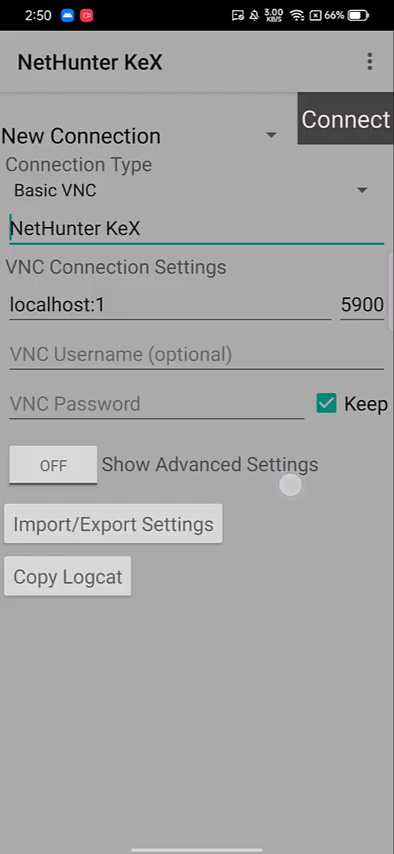 2:50 3.00 KB/S 66%
NetHunter KeX
Connect
New Connection
Connection Type
Basic VNC
NetHunter KeX
VNC Connection Settings
localhost:1 5900
VNC Username (optional)
VNC Password Keep
OFF Show Advanced Settings
Import/Export Settings
Copy Logcat